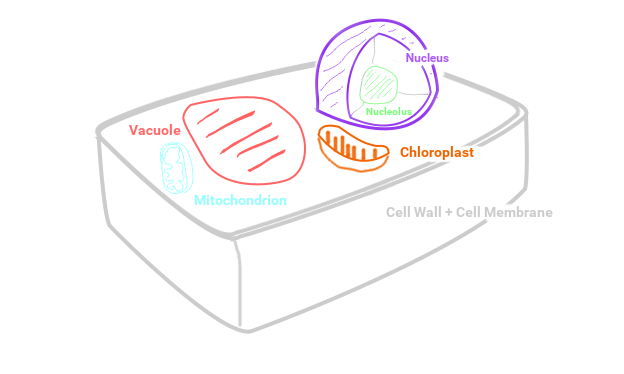 Nucleus
Nucleolus
Vacuole
Chloroplast
Mitochondrion
Cell Wall + Cell Membrane